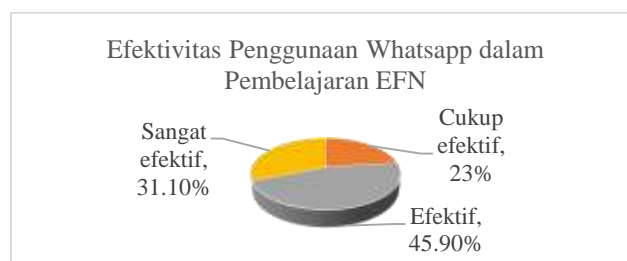 Efektivitas Penggunaan Whatsapp dalam
Pembelajaran EFN
Sangat
efektif,
31.10%
Cukup
efektif,
23%
Efektif,
45.90%